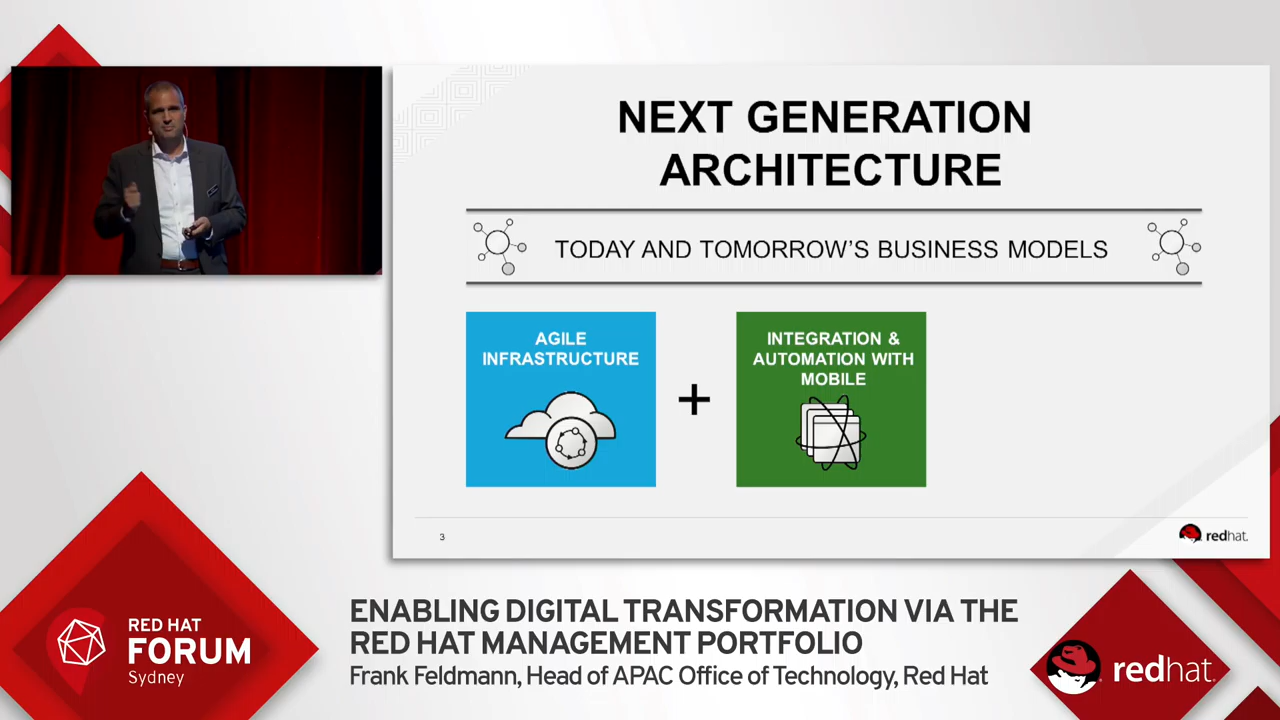 NEXT GENERATION
ARCHITECTURE
TODAY AND TOMORROW'S BUSINESS MODELS
AGILE
INFRASTRUCTURE
+
INTEGRATION &
AUTOMATION WITH
MOBILE
3
redhat.
RED HAT
FORUM
Sydney
ENABLING DIGITAL TRANSFORMATION VIA THE
RED HAT MANAGEMENT PORTFOLIO
Frank Feldmann, Head of APAC Office of Technology, Red Hat
redhat.